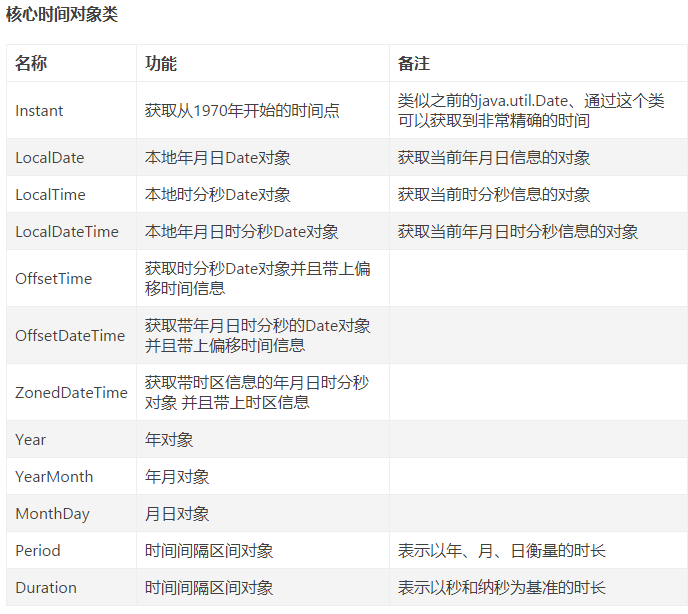 核心时间对象类
名称 功能 备注
Instant 获取从1970年开始的时间点 类似之前的java.util.Date、通过这个类
可以获取到非常精确的时间
LocalDate 本地年月日Date对象 获取当前年月日信息的对象
LocalTime 本地时分秒Date对象 获取当前时分秒信息的对象
LocalDateTime 本地年月日时分秒Date对象 获取当前年月日时分秒信息的对象
OffsetTime 获取时分秒Date对象并且带上偏
移时间信息
OffsetDateTime 获取带年月日时分秒的Date对象
并且带上偏移时间信息
ZonedDateTime 获取带时区信息的年月日时分秒
对象 并且带上时区信息
Year 年对象
YearMonth 年月对象
MonthDay 月日对象
Period 时间间隔区间对象 表示以年、月、日衡量的时长
Duration 时间间隔区间对象 表示以秒和纳秒为基准的时长